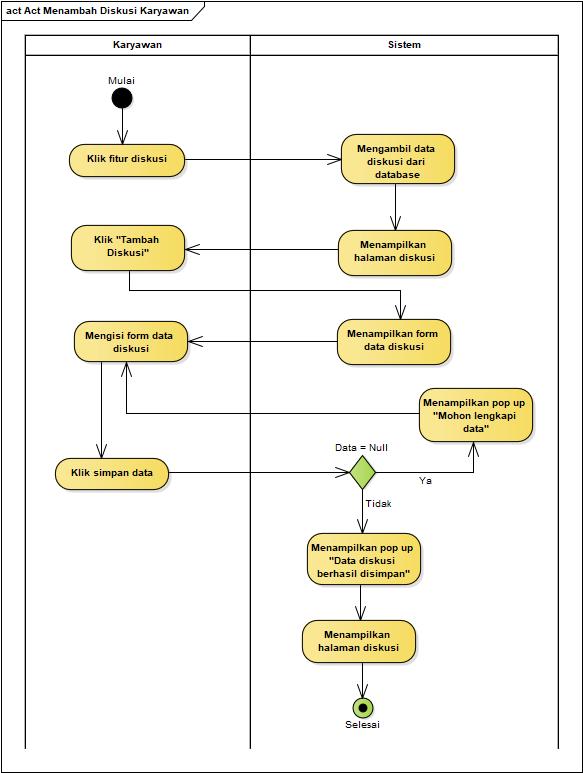 act Act Menambah Diskusi Karyawan
Karyawan
Sistem
Mulai
Klik fitur diskusi
Mengambil data
diskusi dari
database
Klik "Tambah
Diskusi"
Menampilkan
halaman diskusi
Mengisi form data
diskusi
Menampilkan form
data diskusi
Menampilkan pop up
"Mohon lengkapi
data"
Data = Null
Klik simpan data
Ya
Tidak
Menampilkan pop up
"Data diskusi
berhasil disimpan"
Menampilkan
halaman diskusi
Selesai